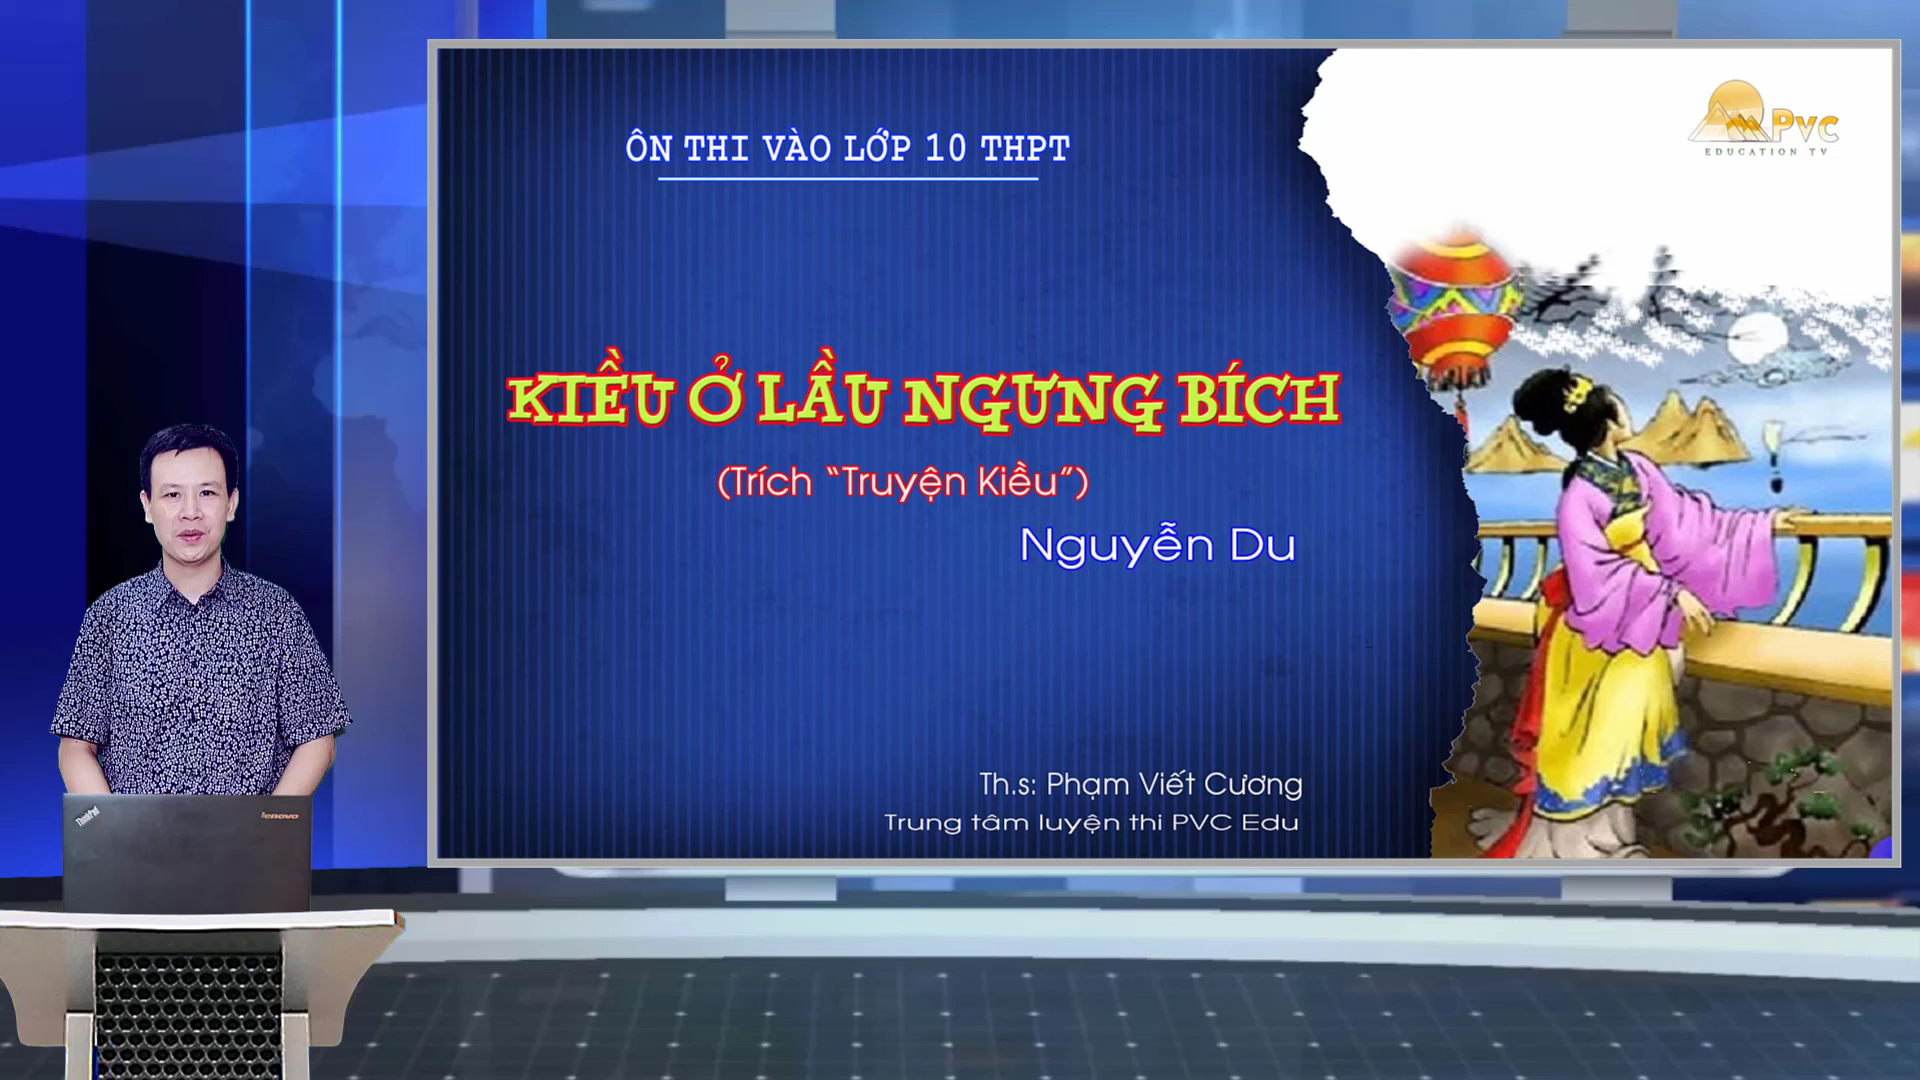 ÔN THI VÀO LỚP 10 THPT
PVC
EDUCATION TV
KIỀU Ở LẦU NGƯNG BÍCH
(Trích “Truyện Kiều”)
Nguyễn Du
Th.s: Phạm Viết Cương
Trung tâm luyện thi PVC Edu
ThinkPad
lenovo